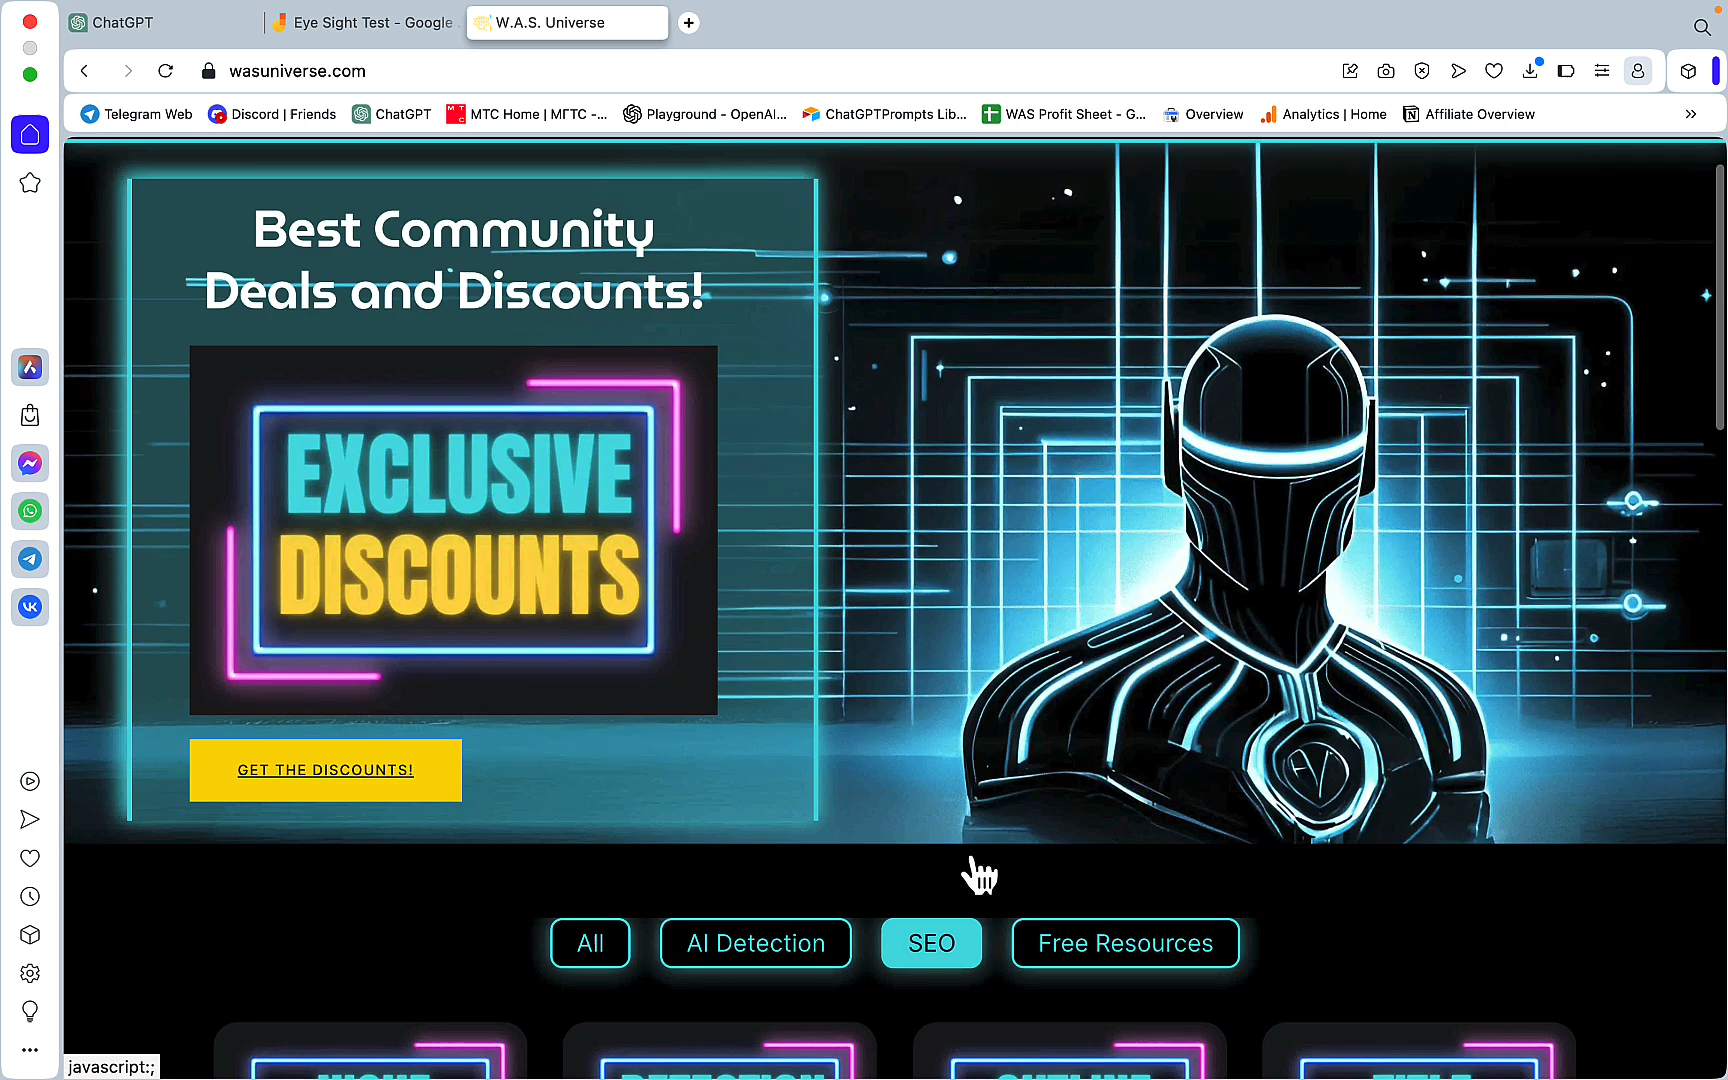 ChatGPT
Eye Sight Test - Google
W.A.S. Universe
wasuniverse.com
Telegram Web
Discord | Friends
ChatGPT
МТС
MTC Home | МГТС -...
Playground - OpenAI...
ChatGPTPrompts Lib...
WAS Profit Sheet - G...
Overview
Analytics | Home
Affiliate Overview
Best Community
Deals and Discounts!
EXCLUSIVE
DISCOUNTS
GET THE DISCOUNTS!
All
AI Detection
SEO
Free Resources
javascript:;